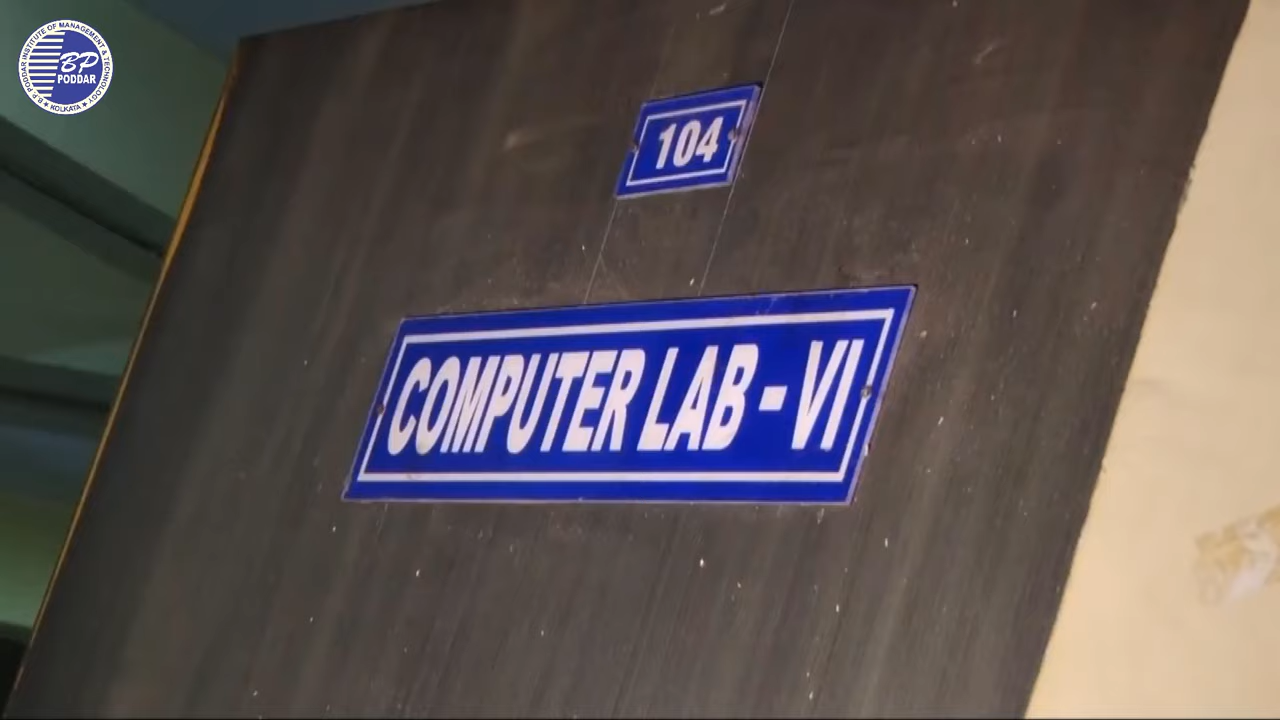 B P PODDAR INSTITUTE OF MANAGEMENT & TECHNOLOGY
BP
PODDAR
★ KOLKATA ★
104
COMPUTER LAB - VI